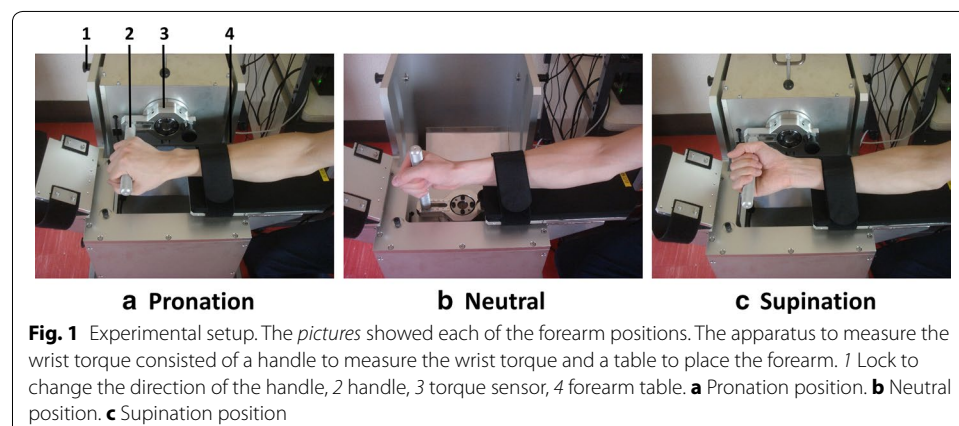 1 2 3 4
a Pronation b Neutral c Supination
Fig. 1 Experimental setup. The pictures showed each of the forearm positions. The apparatus to measure the
wrist torque consisted of a handle to measure the wrist torque and a table to place the forearm. 1 Lock to
change the direction of the handle, 2 handle, 3 torque sensor, 4 forearm table. a Pronation position. b Neutral
position. c Supination position